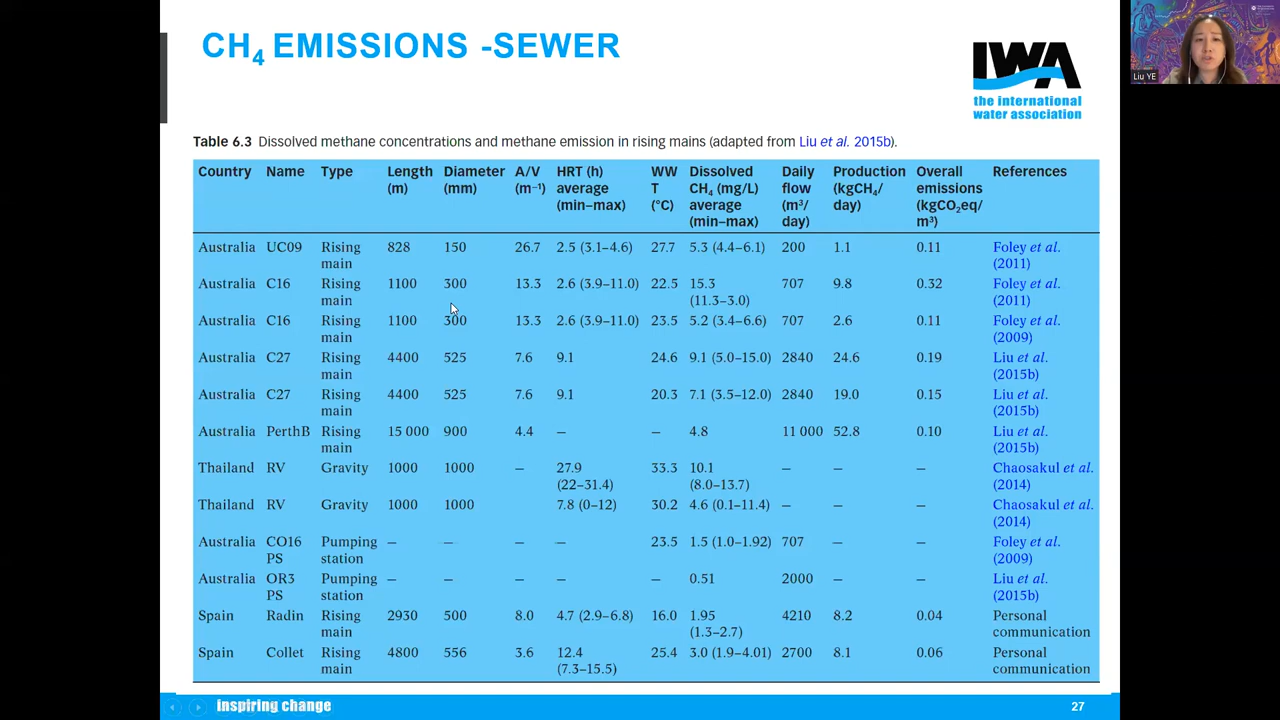 CH4 EMISSIONS -SEWER
IWA
the international
water association
Liu YE
Table 6.3 Dissolved methane concentrations and methane emission in rising mains (adapted from Liu et al. 2015b).
Country Name Type Length (m) Diameter (mm) A/V (m⁻¹) HRT (h) average (min–max) WW T (°C) Dissolved CH4 (mg/L) average (min–max) Daily flow (m³/day) Production (kgCH4/day) Overall emissions (kgCO2eq/m³) References
Australia UC09 Rising main 828 150 26.7 2.5 (3.1–4.6) 27.7 5.3 (4.4–6.1) 200 1.1 0.11 Foley et al. (2011)
Australia C16 Rising main 1100 300 13.3 2.6 (3.9–11.0) 22.5 15.3 (11.3–3.0) 707 9.8 0.32 Foley et al. (2011)
Australia C16 Rising main 1100 300 13.3 2.6 (3.9–11.0) 23.5 5.2 (3.4–6.6) 707 2.6 0.11 Foley et al. (2009)
Australia C27 Rising main 4400 525 7.6 9.1 24.6 9.1 (5.0–15.0) 2840 24.6 0.19 Liu et al. (2015b)
Australia C27 Rising main 4400 525 7.6 9.1 20.3 7.1 (3.5–12.0) 2840 19.0 0.15 Liu et al. (2015b)
Australia PerthB Rising main 15 000 900 4.4 – – 4.8 11 000 52.8 0.10 Liu et al. (2015b)
Thailand RV Gravity 1000 1000 – 27.9 (22–31.4) 33.3 10.1 (8.0–13.7) – – – Chaosakul et al. (2014)
Thailand RV Gravity 1000 1000 7.8 (0–12) 30.2 4.6 (0.1–11.4) – – – Chaosakul et al. (2014)
Australia CO16 PS Pumping station – – – – 23.5 1.5 (1.0–1.92) 707 – – Foley et al. (2009)
Australia OR3 PS Pumping station – – – – – 0.51 2000 – – Liu et al. (2015b)
Spain Radin Rising main 2930 500 8.0 4.7 (2.9–6.8) 16.0 1.95 (1.3–2.7) 4210 8.2 0.04 Personal communication
Spain Collet Rising main 4800 556 3.6 12.4 (7.3–15.5) 25.4 3.0 (1.9–4.01) 2700 8.1 0.06 Personal communication
inspiring change
27